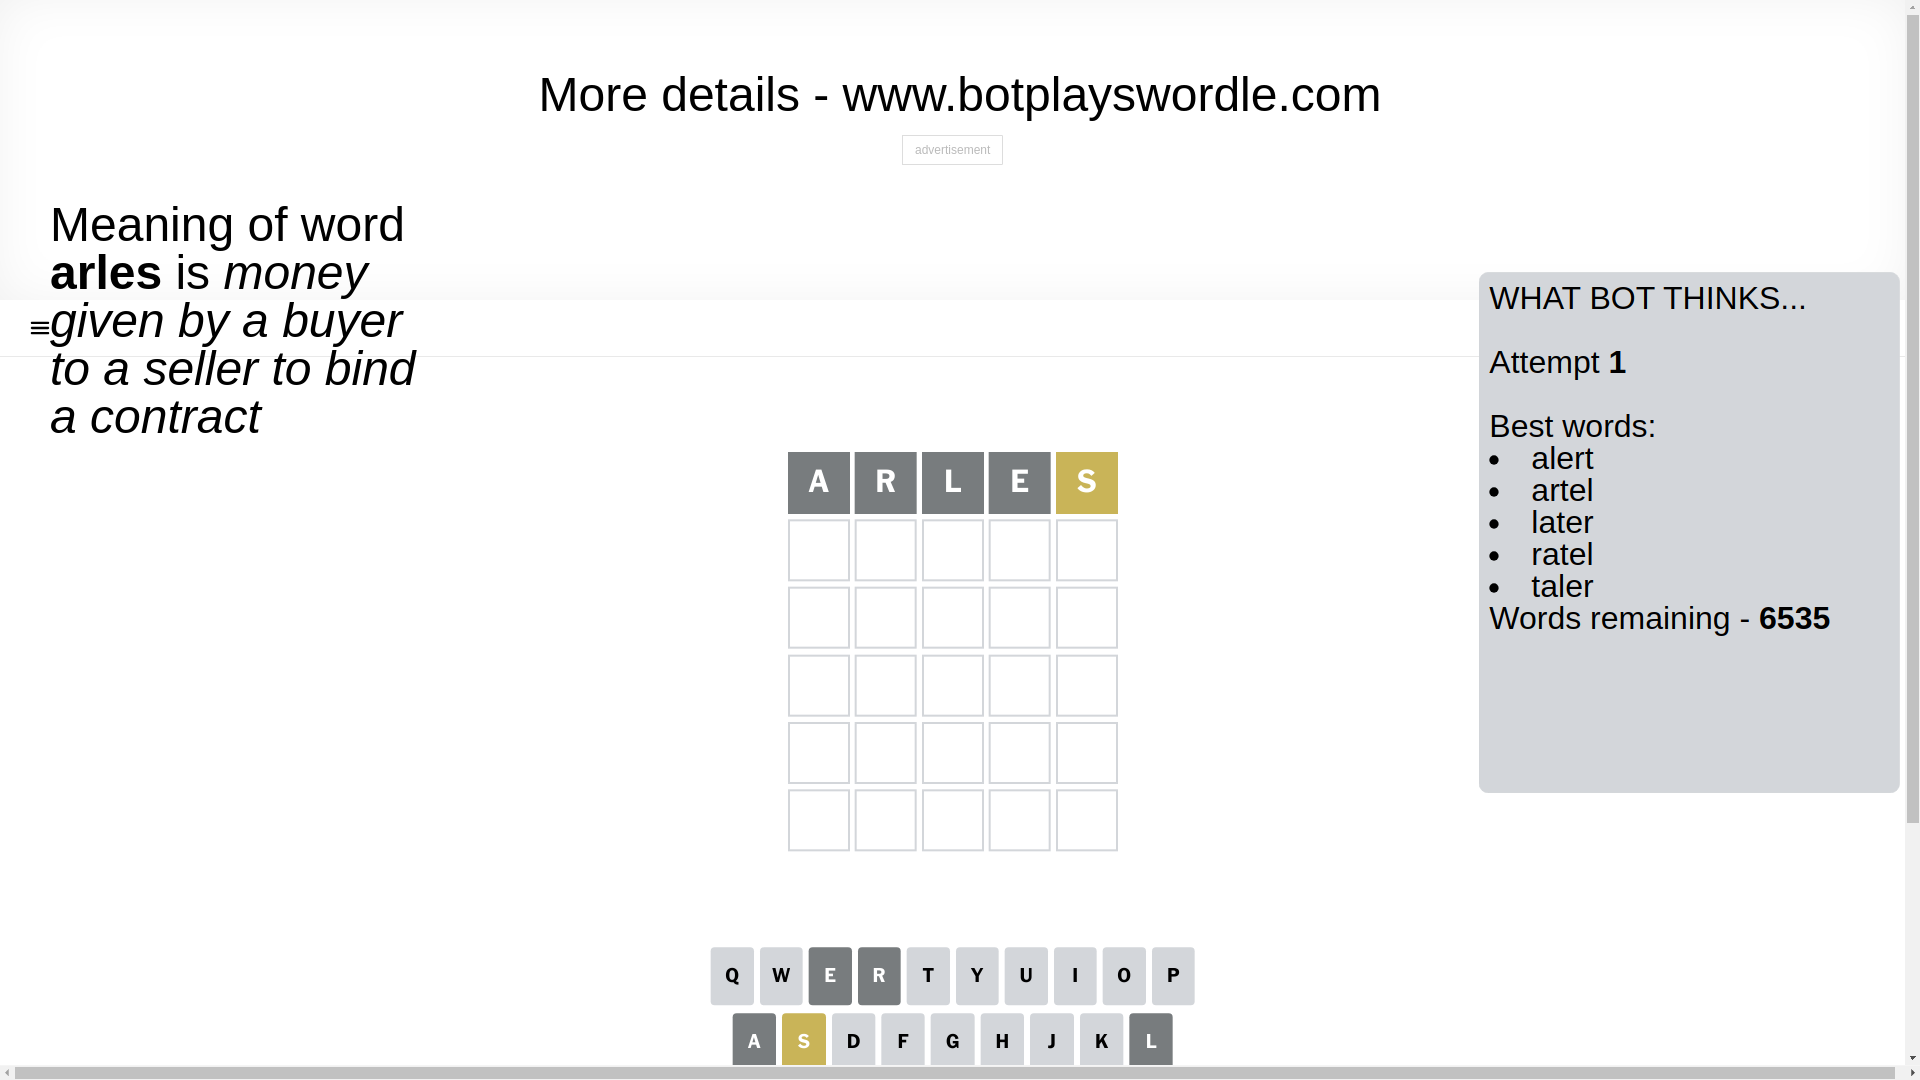 More details - www.botplayswordle.com
advertisement
Meaning of word
arles is money
given by a buyer
to a seller to bind
a contract
WHAT BOT THINKS...
Attempt 1
Best words:
• alert
• artel
• later
• ratel
• taler
Words remaining - 6535
A R L E S
Q W E R T Y U I O P
A S D F G H J K L